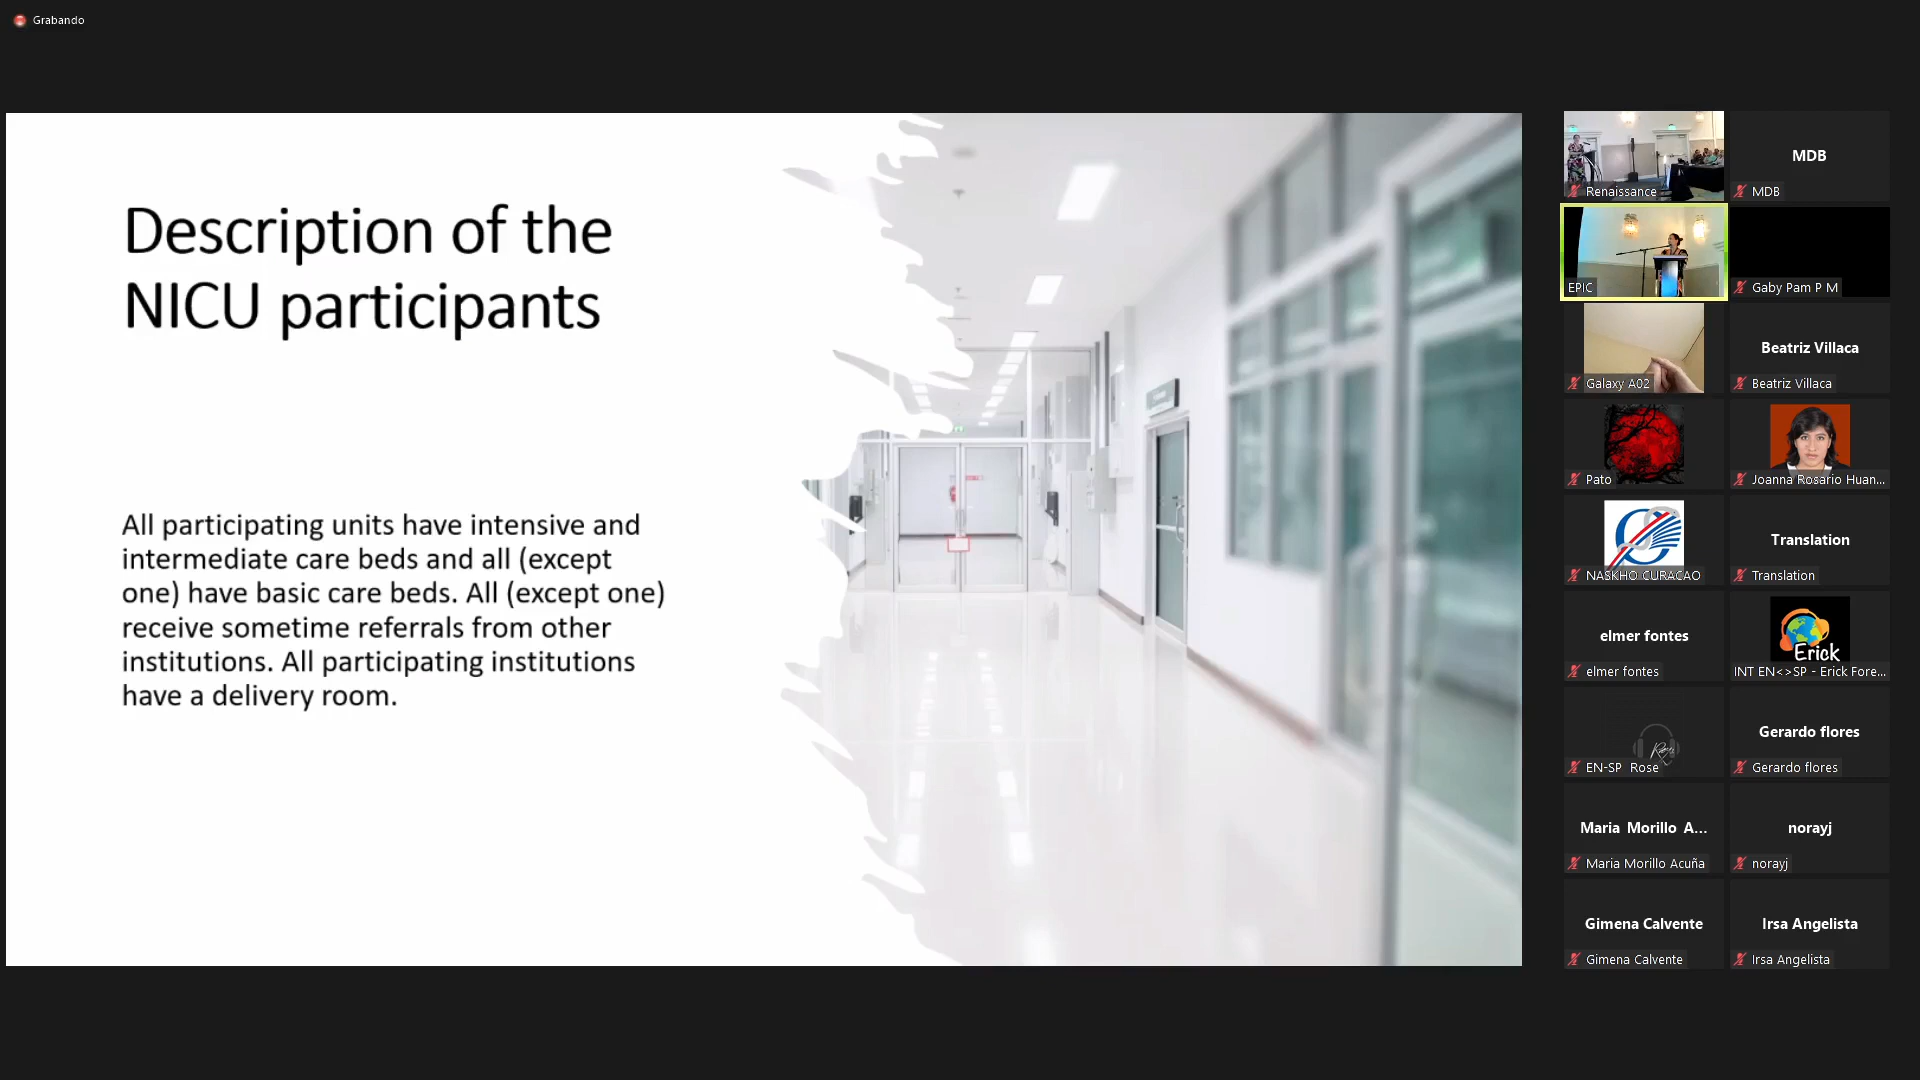 Grabando
Description of the
NICU participants
All participating units have intensive and
intermediate care beds and all (except
one) have basic care beds. All (except one)
receive sometime referrals from other
institutions. All participating institutions
have a delivery room.
Renaissance
MDB
MDB
EPIC
Gaby Pam P M
Galaxy A02
Beatriz Villaca
Beatriz Villaca
Pato
Joanna Rosario Huan...
NASKHO CURACAO
Translation
Translation
elmer fontes
elmer fontes
Erick
INT EN<>SP - Erick Fore...
EN-SP Rose
Gerardo flores
Gerardo flores
Maria Morillo A...
Maria Morillo Acuña
norayj
norayj
Gimena Calvente
Gimena Calvente
Irsa Angelista
Irsa Angelista